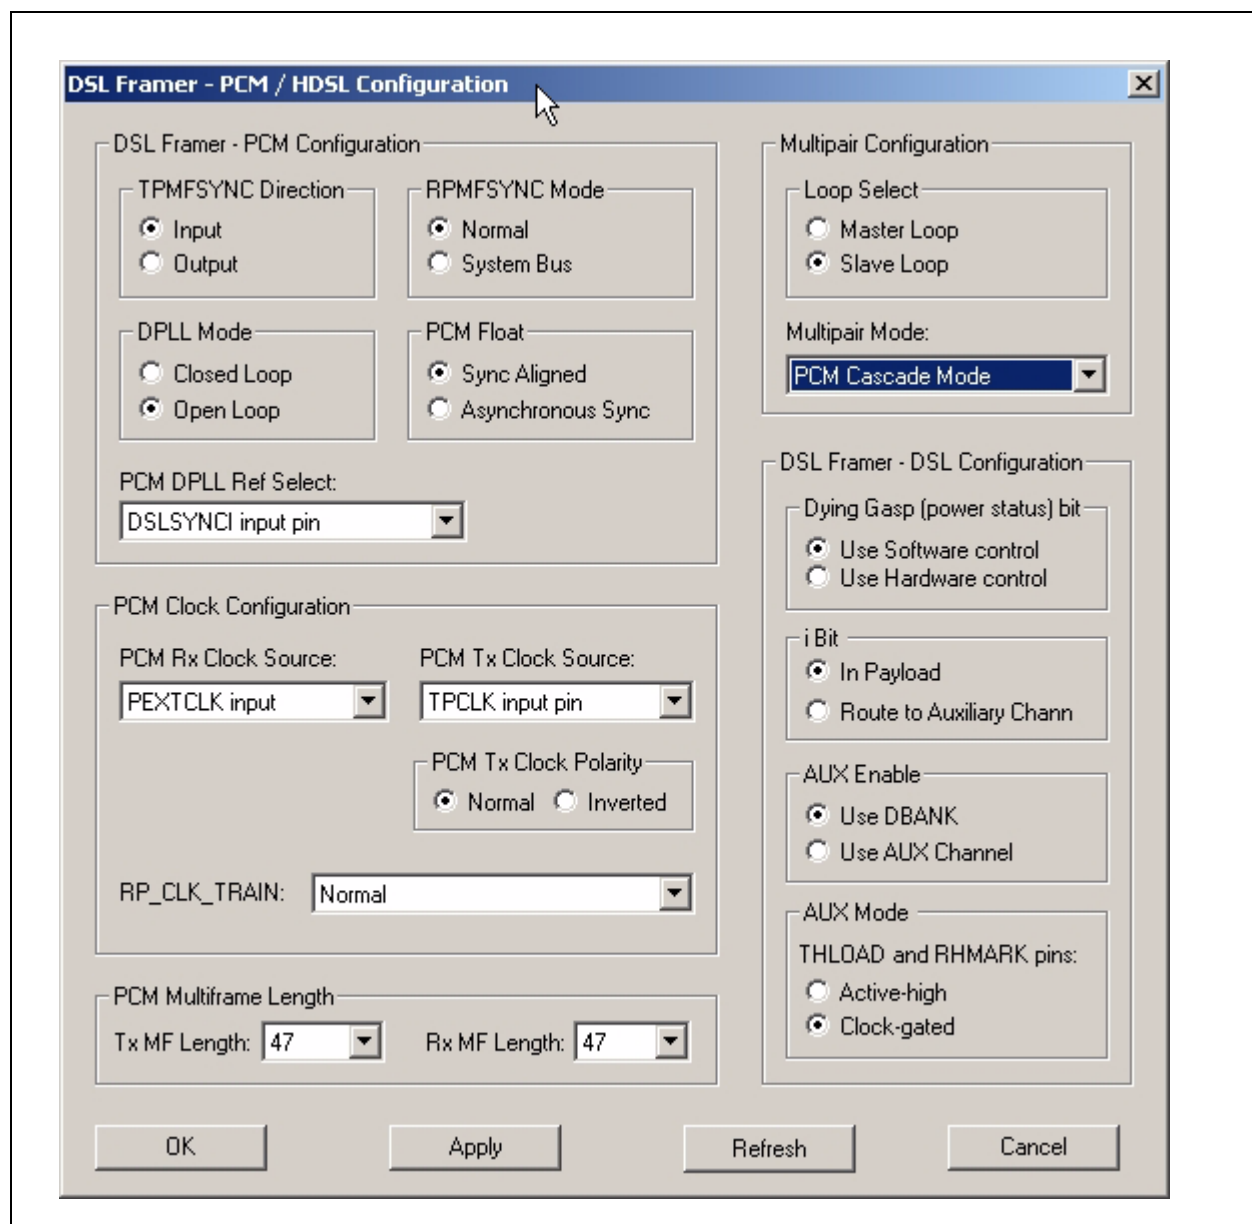 DSL Framer - PCM / HDSL Configuration
DSL Framer - PCM Configuration
TPMFSYNC Direction
Input
Output
RPMFSYNC Mode
Normal
System Bus
DPLL Mode
Closed Loop
Open Loop
PCM Float
Sync Aligned
Asynchronous Sync
PCM DPLL Ref Select:
DSLSYNCI input pin
PCM Clock Configuration
PCM Rx Clock Source:
PEXTCLK input
PCM Tx Clock Source:
TPCLK input pin
PCM Tx Clock Polarity
Normal Inverted
RP_CLK_TRAIN: Normal
PCM Multiframe Length
Tx MF Length: 47 Rx MF Length: 47
Multipair Configuration
Loop Select
Master Loop
Slave Loop
Multipair Mode:
PCM Cascade Mode
DSL Framer - DSL Configuration
Dying Gasp (power status) bit
Use Software control
Use Hardware control
i Bit
In Payload
Route to Auxiliary Chann
AUX Enable
Use DBANK
Use AUX Channel
AUX Mode
THLOAD and RHMARK pins:
Active-high
Clock-gated
OK Apply Refresh Cancel